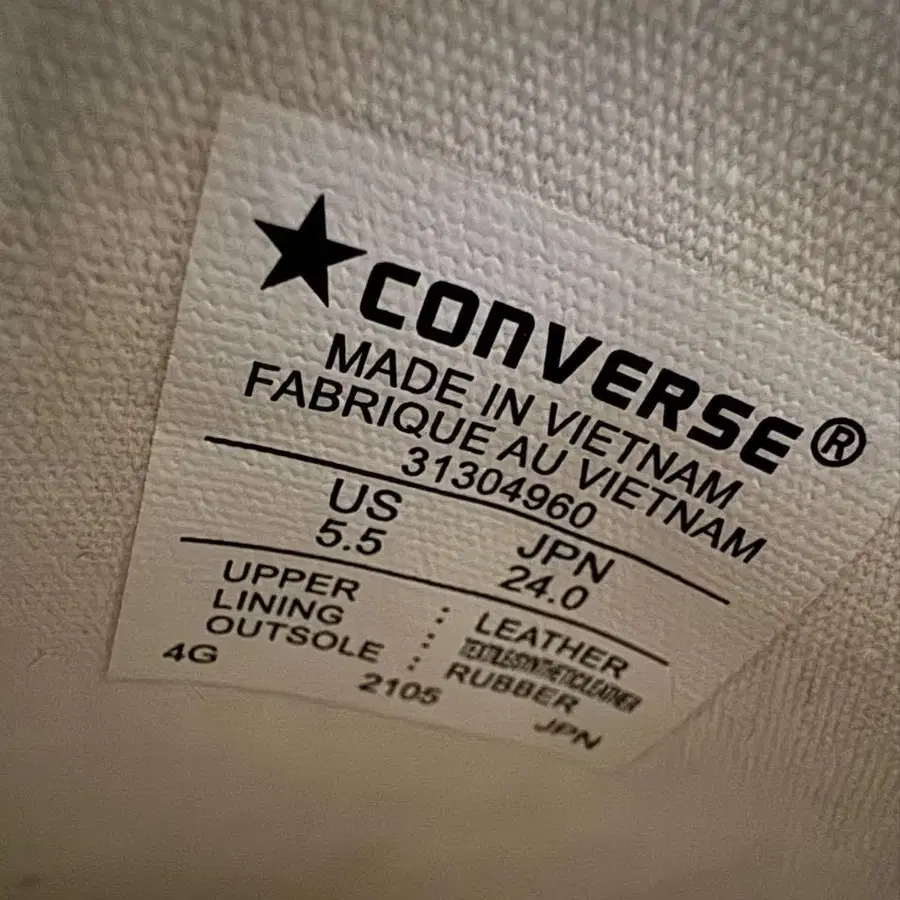 CONVERSE®
MADE IN VIETNAM
FABRIQUE AU VIETNAM
31304960
US JPN
5.5 24.0
UPPER : LEATHER
LINING : TEXTILE/SYNTHETIC LEATHER
OUTSOLE : RUBBER
4G 2105 JPN